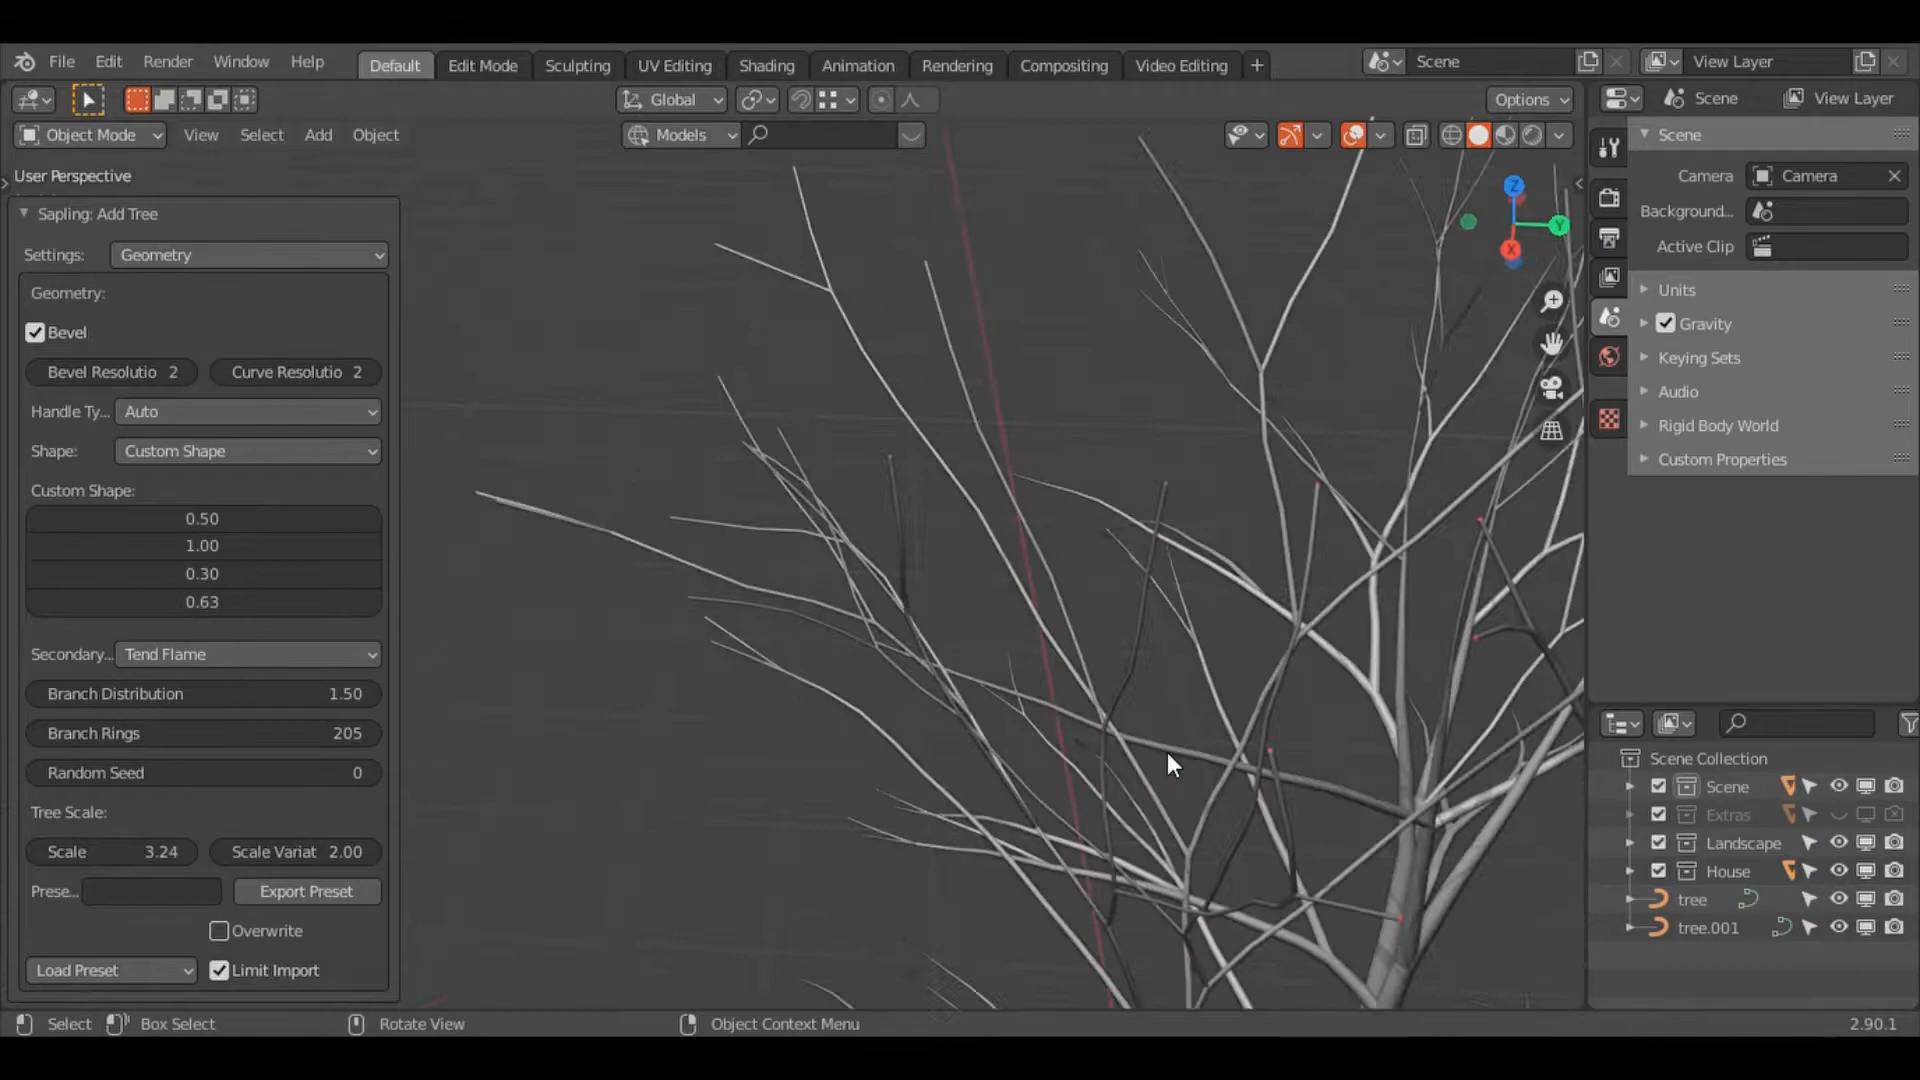 File Edit Render Window Help Default Edit Mode Sculpting UV Editing Shading Animation Rendering Compositing Video Editing + Scene View Layer
Global Options Scene View Layer
Object Mode View Select Add Object Models Scene
User Perspective
Camera Camera
Sapling: Add Tree
Background...
Settings: Geometry
Active Clip
Geometry:
Units
Bevel
Gravity
Bevel Resolutio 2 Curve Resolutio 2
Keying Sets
Handle Ty... Auto
Audio
Shape: Custom Shape
Rigid Body World
Custom Properties
Custom Shape:
0.50
1.00
0.30
0.63
Secondary... Tend Flame
Branch Distribution 1.50
Branch Rings 205
Random Seed 0
Scene Collection
Scene
Tree Scale:
Extras
Scale 3.24 Scale Variat 2.00
Landscape
House
Prese... Export Preset
tree
Overwrite
tree.001
Load Preset Limit Import
Select Box Select Rotate View Object Context Menu 2.90.1
Z
Y
X